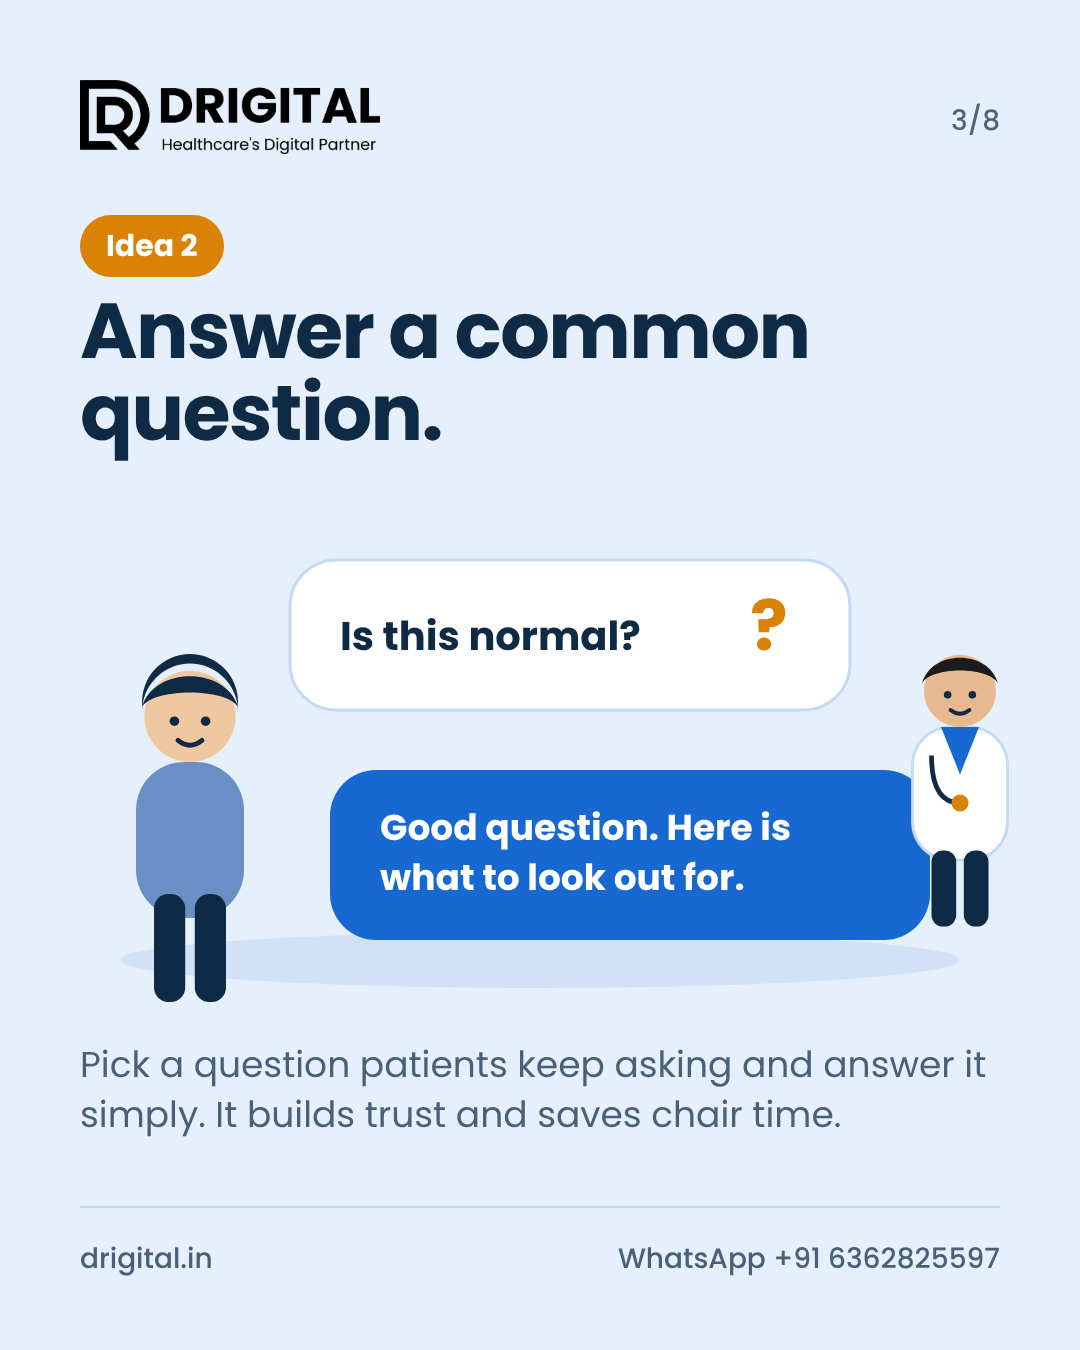 DRIGITAL
Healthcare's Digital Partner
3/8
Idea 2
Answer a common
question.
Is this normal? ?
Good question. Here is
what to look out for.
Pick a question patients keep asking and answer it
simply. It builds trust and saves chair time.
drigital.in
WhatsApp +91 6362825597